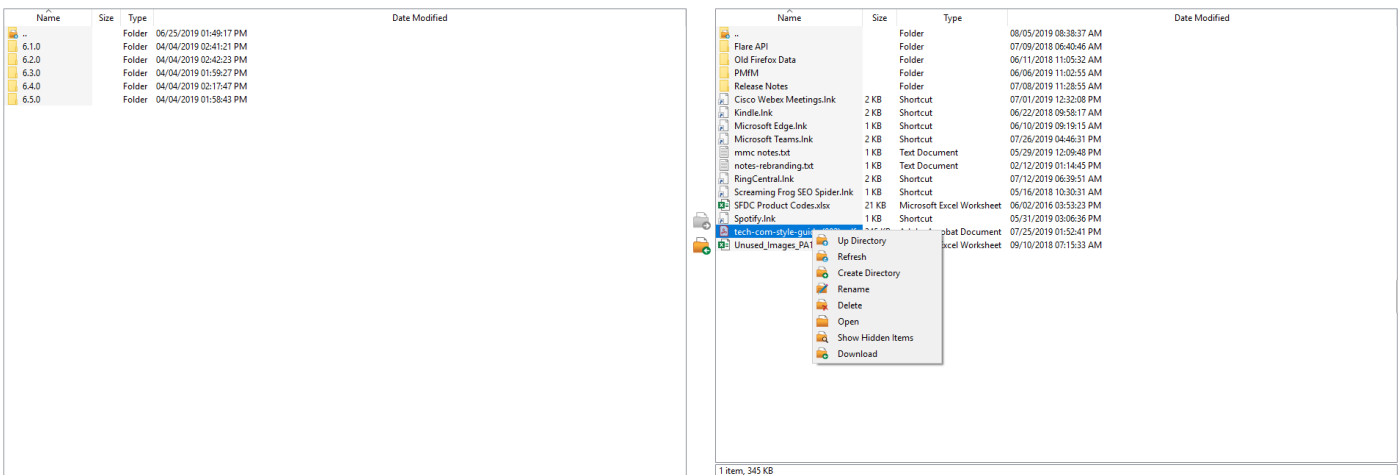 Name Size Type Date Modified
.. Folder 06/25/2019 01:49:17 PM
6.1.0 Folder 04/04/2019 02:41:21 PM
6.2.0 Folder 04/04/2019 02:42:23 PM
6.3.0 Folder 04/04/2019 01:59:27 PM
6.4.0 Folder 04/04/2019 02:17:47 PM
6.5.0 Folder 04/04/2019 01:58:43 PM
Name Size Type Date Modified
.. Folder 08/05/2019 08:38:37 AM
Flare API Folder 07/09/2018 06:40:46 AM
Old Firefox Data Folder 06/11/2018 11:05:32 AM
PMfM Folder 06/06/2019 11:02:55 AM
Release Notes Folder 07/08/2019 11:28:55 AM
Cisco Webex Meetings.lnk 2 KB Shortcut 07/01/2019 12:32:08 PM
Kindle.lnk 2 KB Shortcut 06/22/2018 09:58:17 AM
Microsoft Edge.lnk 1 KB Shortcut 06/10/2019 09:19:15 AM
Microsoft Teams.lnk 2 KB Shortcut 07/26/2019 04:46:31 PM
mmc notes.txt 1 KB Text Document 05/29/2019 12:09:48 PM
notes-rebranding.txt 1 KB Text Document 02/12/2019 01:14:45 PM
RingCentral.lnk 2 KB Shortcut 07/12/2019 06:39:51 AM
Screaming Frog SEO Spider.lnk 1 KB Shortcut 05/16/2018 10:30:31 AM
SFDC Product Codes.xlsx 21 KB Microsoft Excel Worksheet 06/02/2016 03:53:23 PM
Spotify.lnk 1 KB Shortcut 05/31/2019 03:06:36 PM
tech-com-style-guid Document 07/25/2019 01:52:41 PM
Unused_Images_PA1 Excel Worksheet 09/10/2018 07:15:33 AM
Up Directory
Refresh
Create Directory
Rename
Delete
Open
Show Hidden Items
Download
1 item, 345 KB